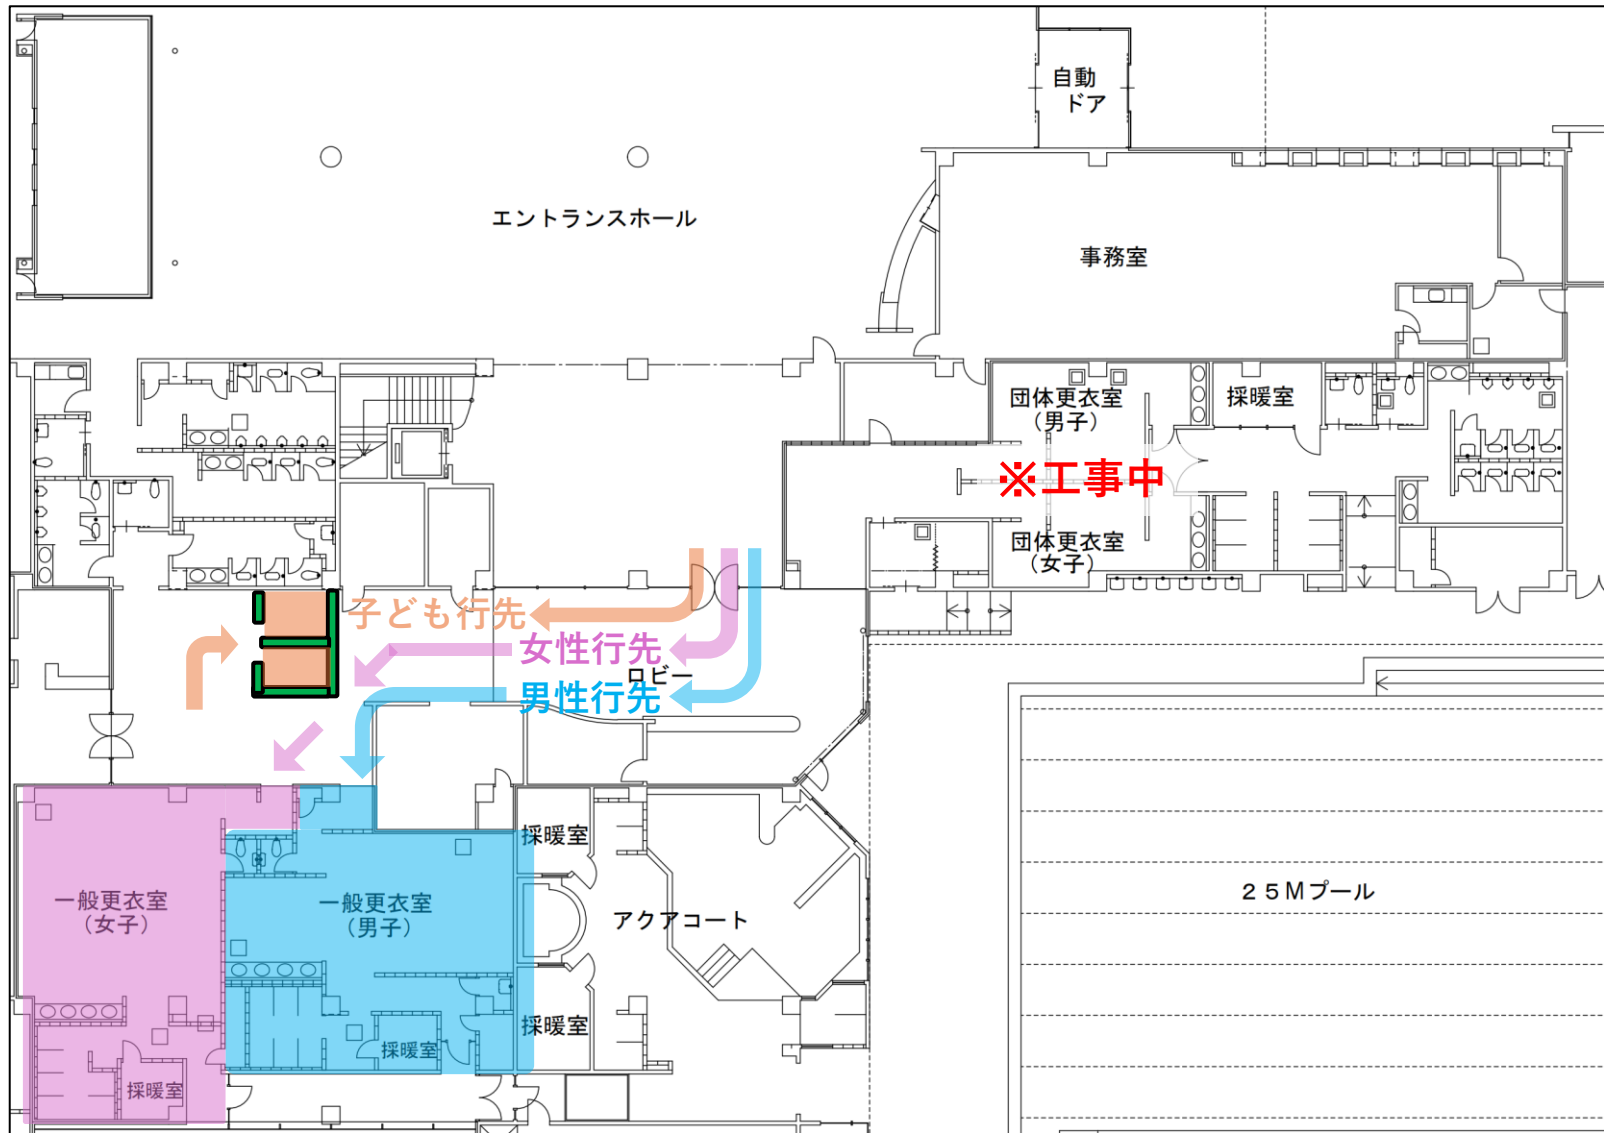 自動
ドア
エントランスホール
事務室
団体更衣室
（男子）
採暖室
※工事中
団体更衣室
（女子）
子ども行先
女性行先
ロビー
男性行先
採暖室
一般更衣室
（女子）
一般更衣室
（男子）
アクアコート
２５Ｍプール
採暖室
採暖室
採暖室